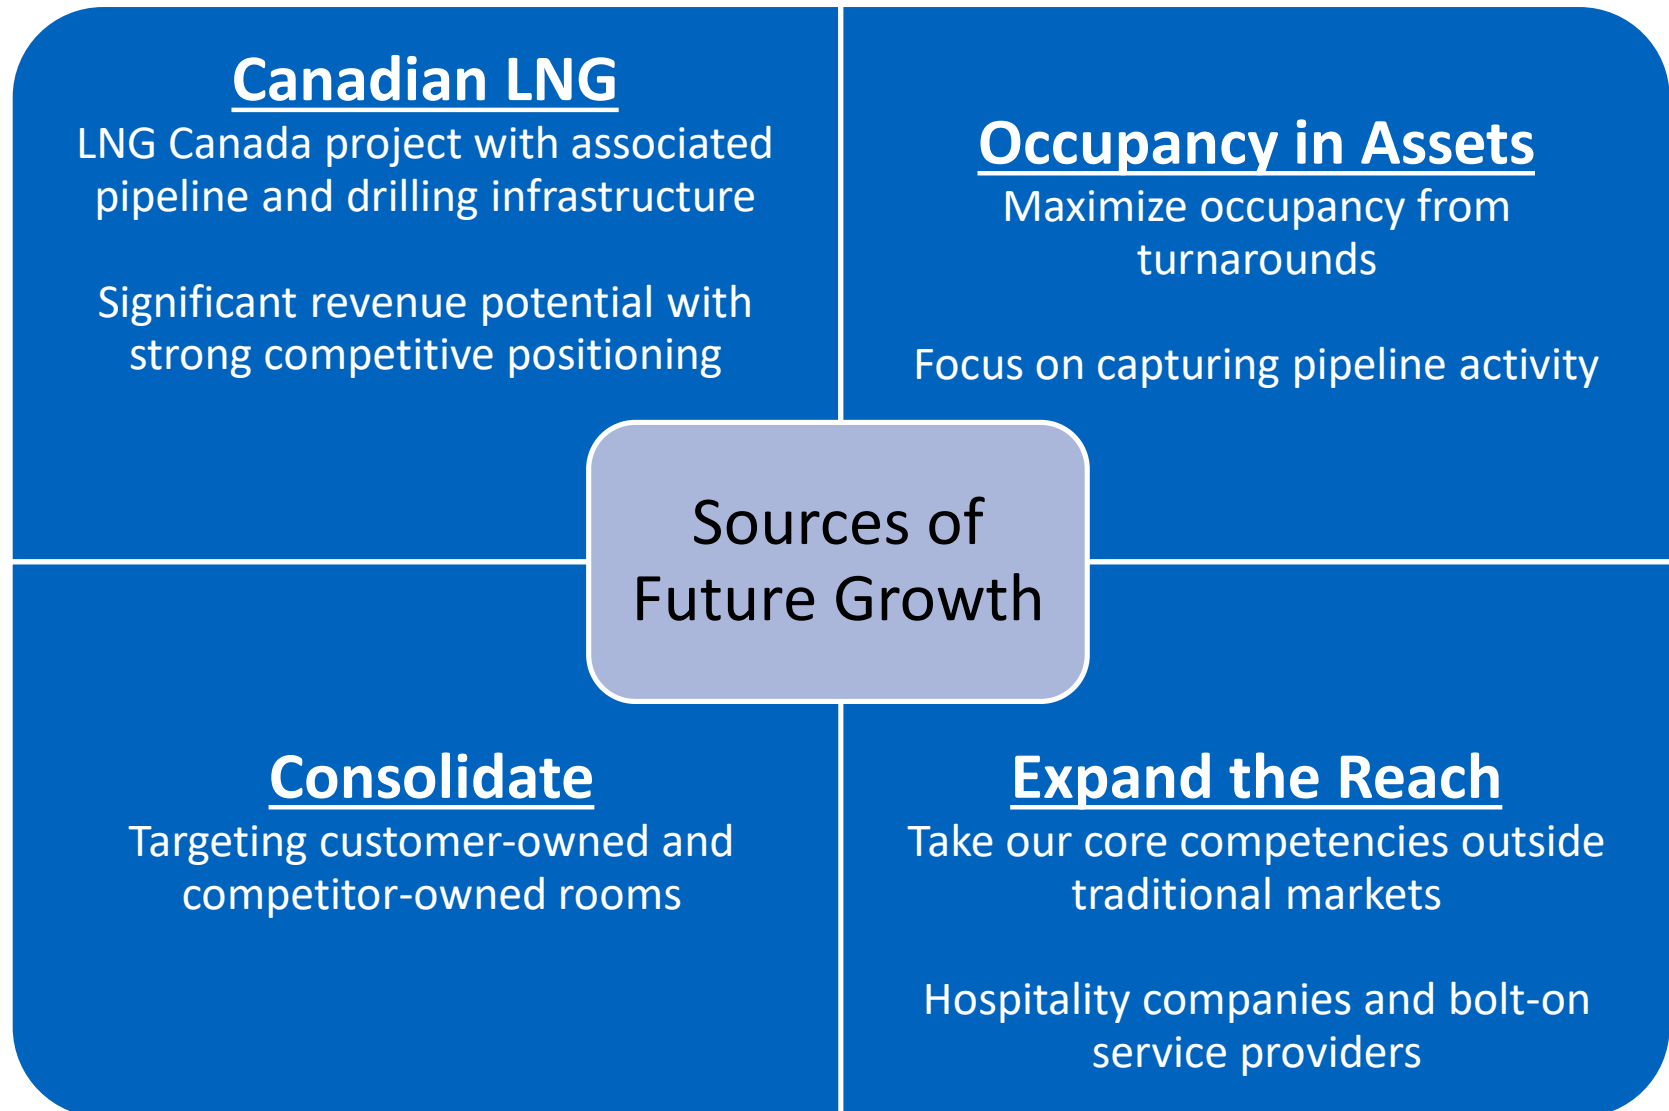 Canadian LNG
LNG Canada project with associated
pipeline and drilling infrastructure
Significant revenue potential with
strong competitive positioning
Occupancy in Assets
Maximize occupancy from
turnarounds
Focus on capturing pipeline activity
Sources of
Future Growth
Consolidate
Targeting customer-owned and
competitor-owned rooms
Expand the Reach
Take our core competencies outside
traditional markets
Hospitality companies and bolt-on
service providers